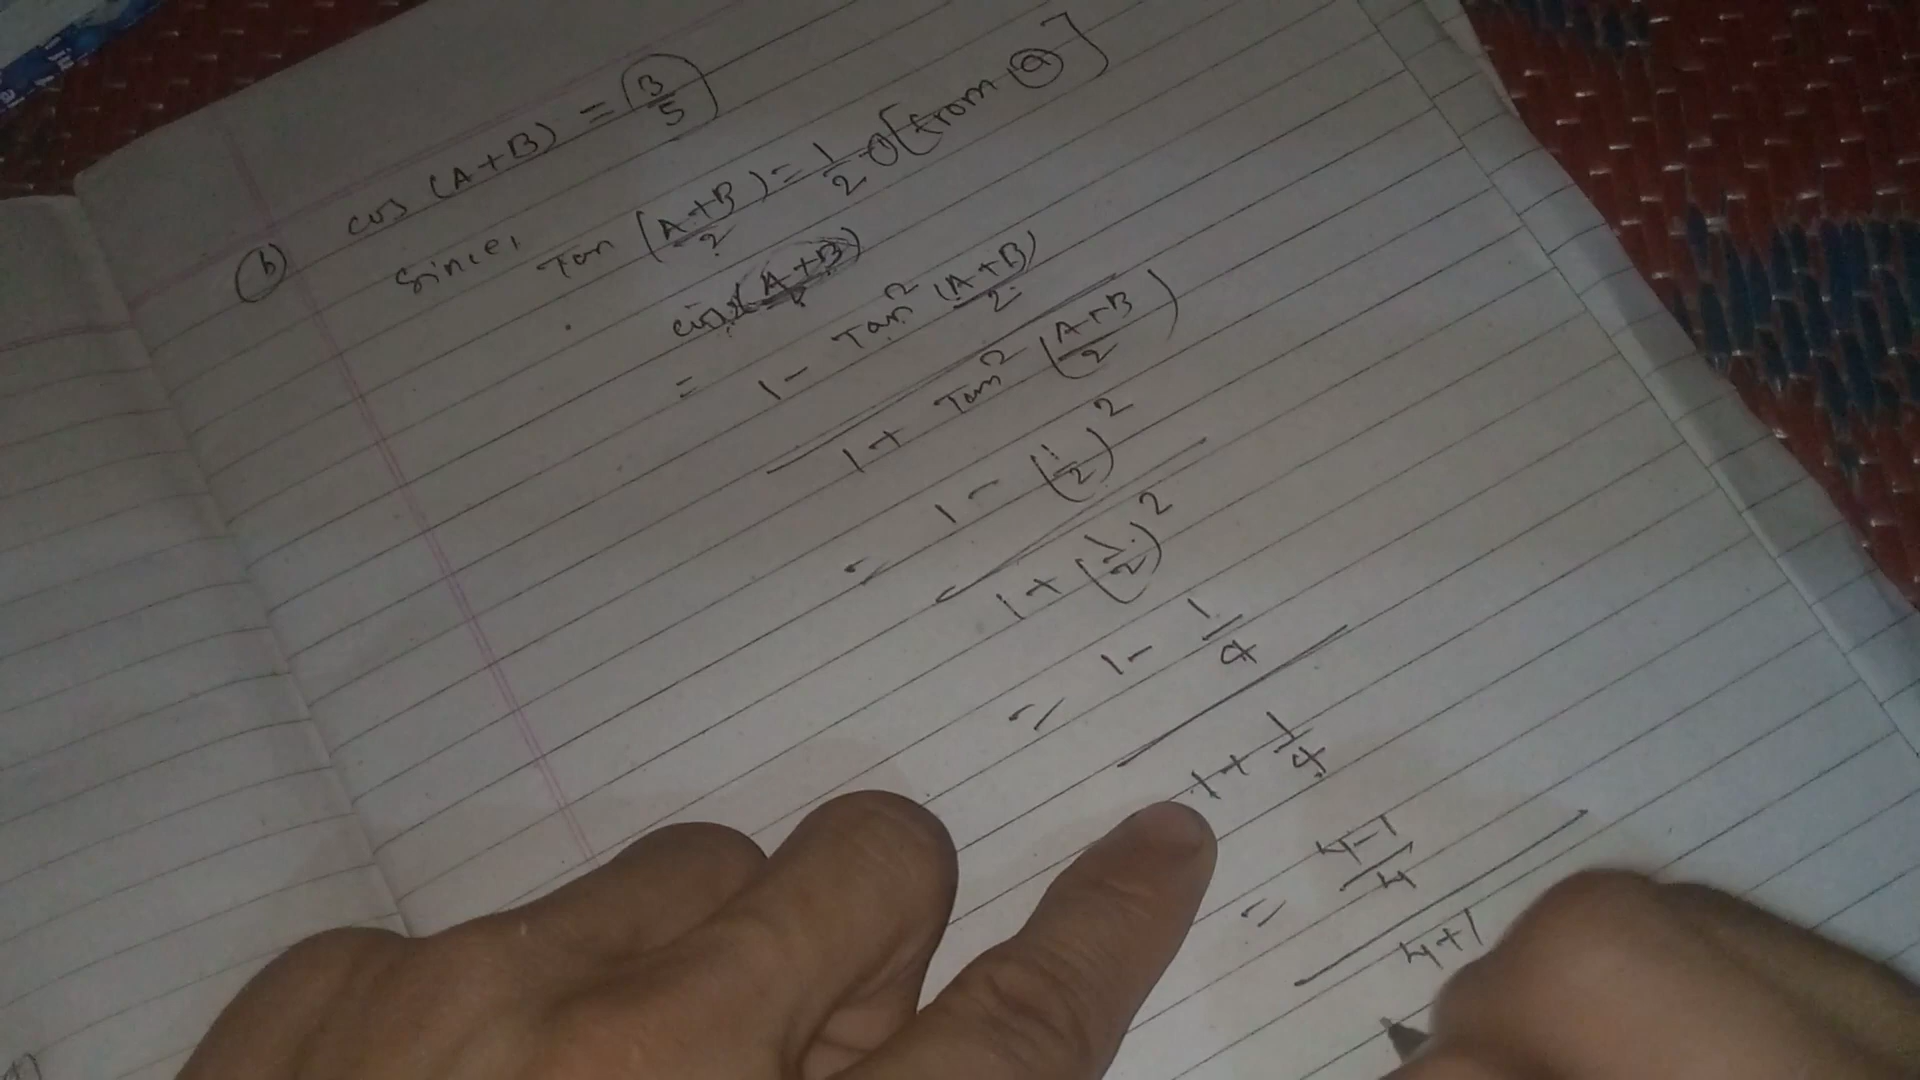 (b) cos (A+B) = (3/5)
Since, Tan (A+B/2) = 1/2 -① [from ⓐ]
cos
= 1 - Tan² (A+B)/2
1 + Tan² (A+B/2)
= 1 - (1/2)²
1 + (1/2)²
= 1 - 1/4
1 + 1/4
= 4-1/4
4+1